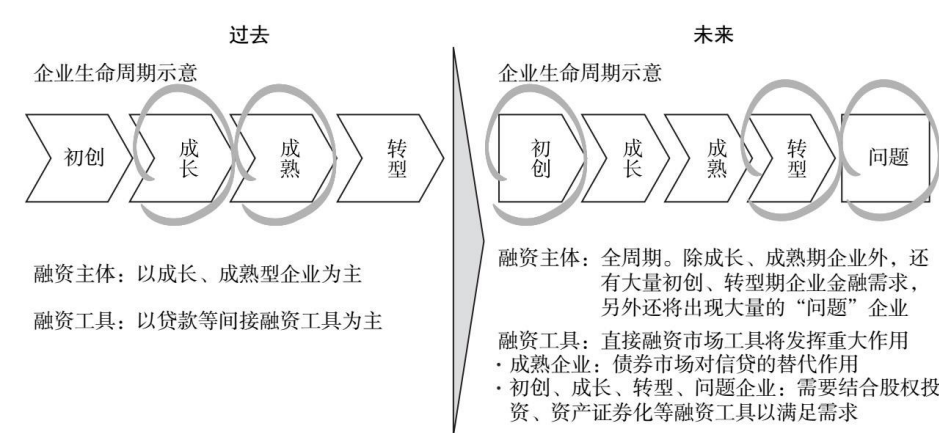 过去
企业生命周期示意
初创
成长
成熟
转型
融资主体：以成长、成熟型企业为主
融资工具：以贷款等间接融资工具为主
未来
企业生命周期示意
初创
成长
成熟
转型
问题
融资主体：全周期。除成长、成熟期企业外，还
有大量初创、转型期企业金融需求，
另外还将出现大量的“问题”企业
融资工具：直接融资市场工具将发挥重大作用
·成熟企业：债券市场对信贷的替代作用
·初创、成长、转型、问题企业：需要结合股权投
资、资产证券化等融资工具以满足需求